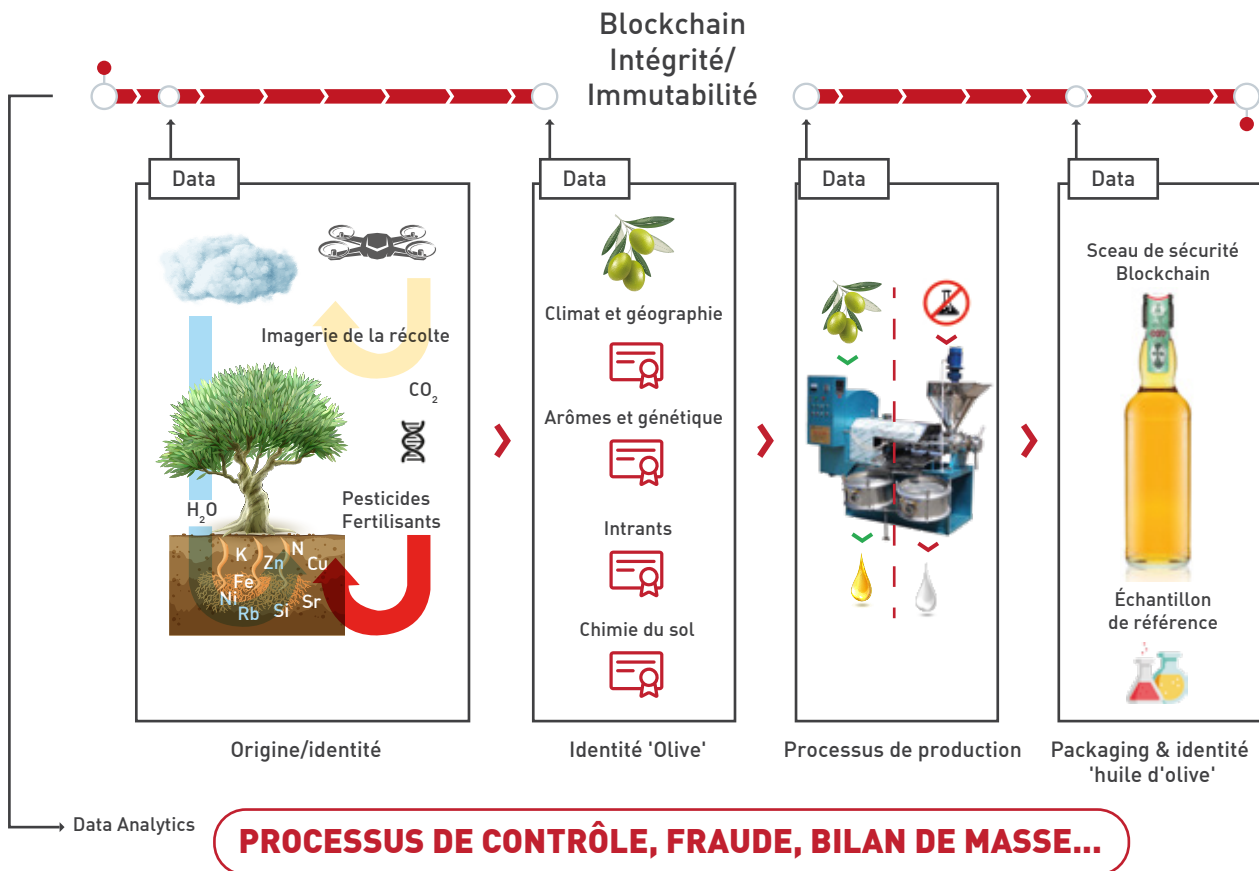 Blockchain
Intégrité/
Immutabilité
Data
Data
Data
Data
Imagerie de la récolte
CO₂
H₂O
Pesticides
Fertilisants
K
Zn
N
Cu
Fe
Ni
Rb
Si
Sr
Origine/identité
Climat et géographie
Arômes et génétique
Intrants
Chimie du sol
Identité 'Olive'
Processus de production
Sceau de sécurité
Blockchain
Échantillon
de référence
Packaging & identité
'huile d'olive'
Data Analytics
PROCESSUS DE CONTRÔLE, FRAUDE, BILAN DE MASSE...